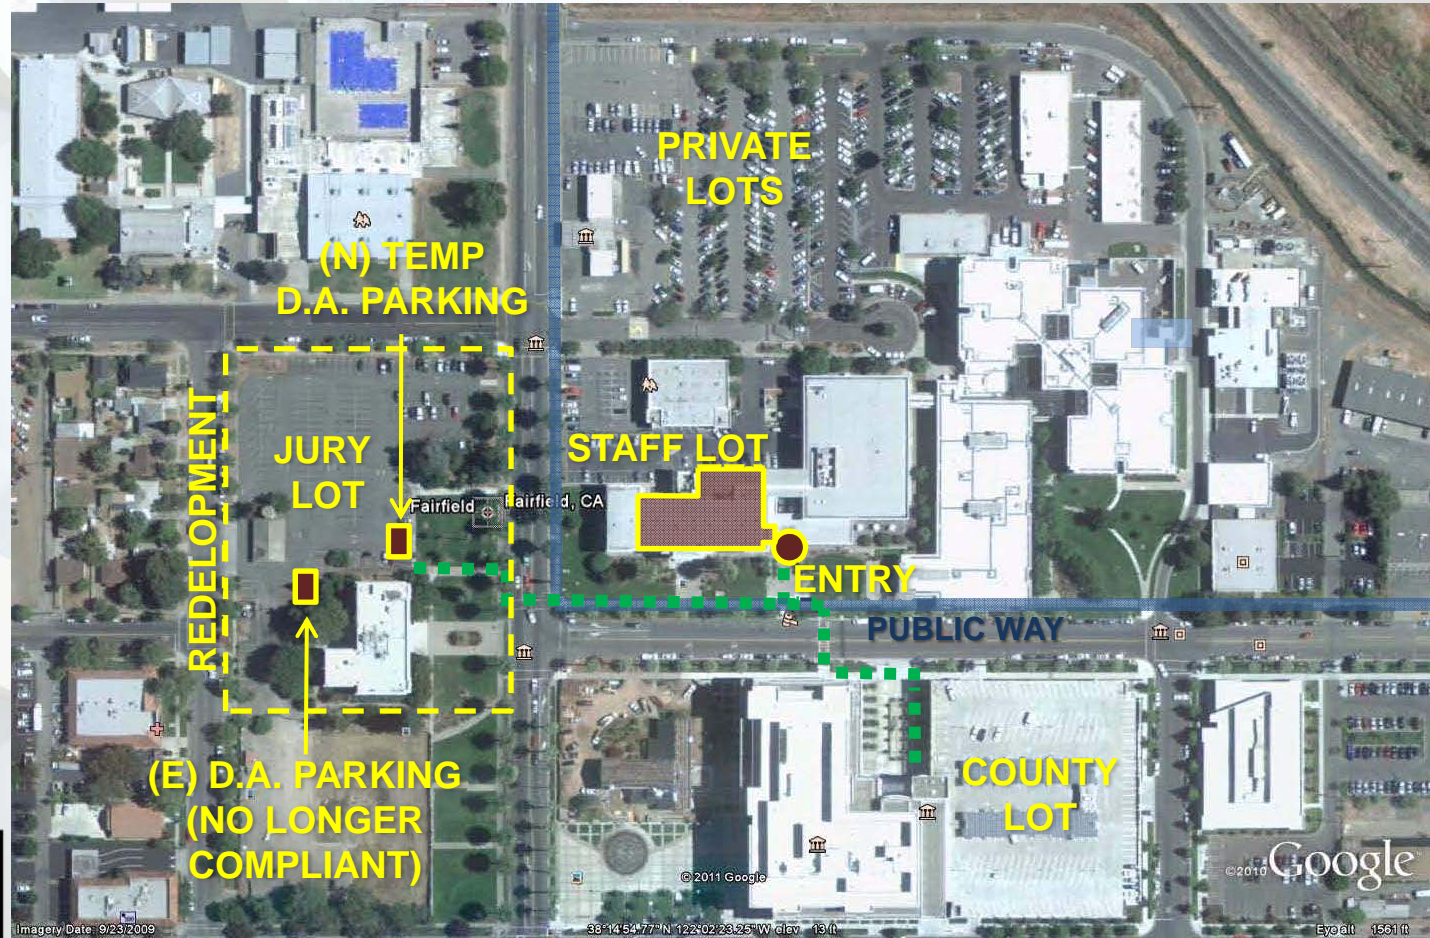 PRIVATE
LOTS
(N) TEMP
D.A. PARKING
REDELOPMENT
JURY
LOT
STAFF LOT
Fairfield
Fairfield, CA
ENTRY
PUBLIC WAY
(E) D.A. PARKING
(NO LONGER
COMPLIANT)
COUNTY
LOT
© 2011 Google
©2010 Google
Imagery Date: 9/23/2009
38°14'54.77" N 122°02'23.25" W elev 13 ft
Eye alt 1561 ft